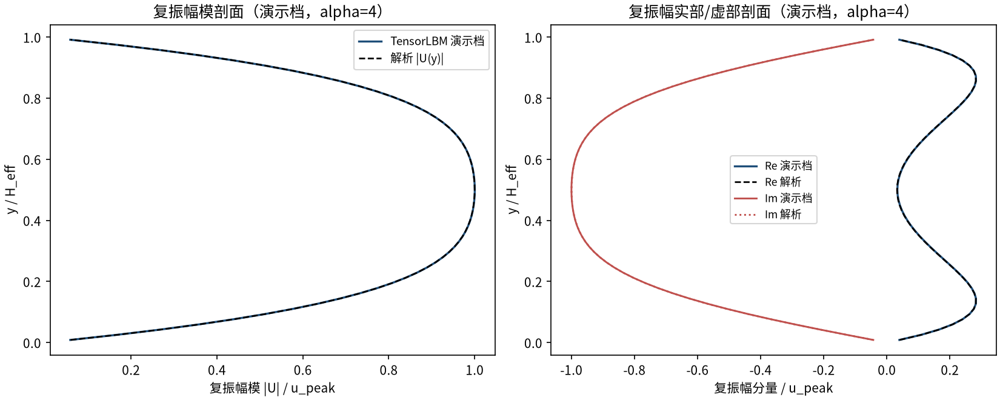 复振幅模剖面（演示档，alpha=4）
TensorLBM 演示档
解析 |U(y)|
y / H_eff
1.0
0.8
0.6
0.4
0.2
0.0
0.2
0.4
0.6
0.8
1.0
复振幅模 |U| / u_peak
复振幅实部/虚部剖面（演示档，alpha=4）
Re 演示档
Re 解析
Im 演示档
Im 解析
y / H_eff
1.0
0.8
0.6
0.4
0.2
0.0
-1.0
-0.8
-0.6
-0.4
-0.2
0.0
0.2
复振幅分量 / u_peak